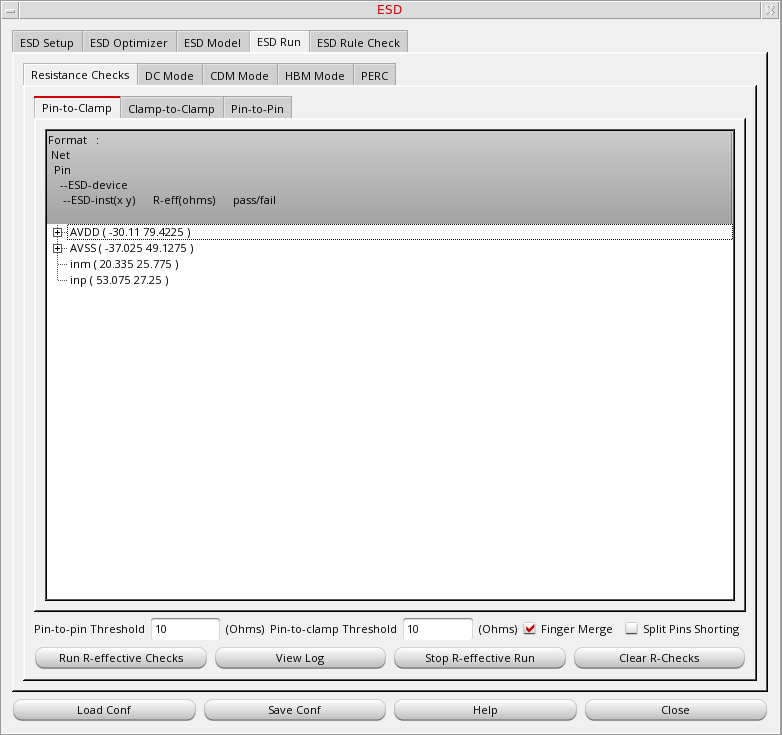 ESD
ESD Setup ESD Optimizer ESD Model ESD Run ESD Rule Check
Resistance Checks DC Mode CDM Mode HBM Mode PERC
Pin-to-Clamp Clamp-to-Clamp Pin-to-Pin
Format :
Net
Pin
--ESD-device
--ESD-inst(x y) R-eff(ohms) pass/fail
AVDD ( -30.11 79.4225 )
AVSS ( -37.025 49.1275 )
inm ( 20.335 25.775 )
inp ( 53.075 27.25 )
Pin-to-pin Threshold 10 (Ohms) Pin-to-clamp Threshold 10 (Ohms) Finger Merge Split Pins Shorting
Run R-effective Checks View Log Stop R-effective Run Clear R-Checks
Load Conf Save Conf Help Close